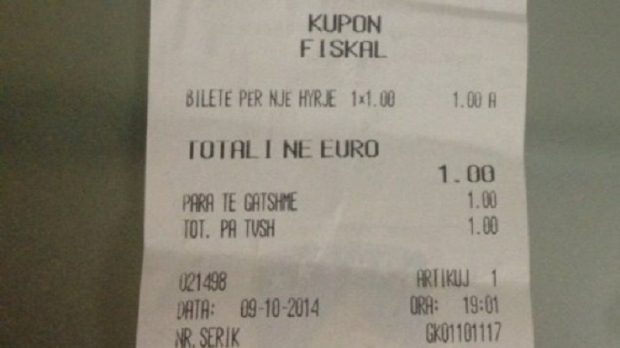 KUPON
FISKAL
BILETE PER NJE HYRJE 1x1.00 1.00 A
TOTALI NE EURO
1.00
PARA TE GATSHME 1.00
TOT. PA TVSH 1.00
021498 ARTIKUJ 1
DATA: 09-10-2014 ORA: 19:01
NR.SERIK GK01101117